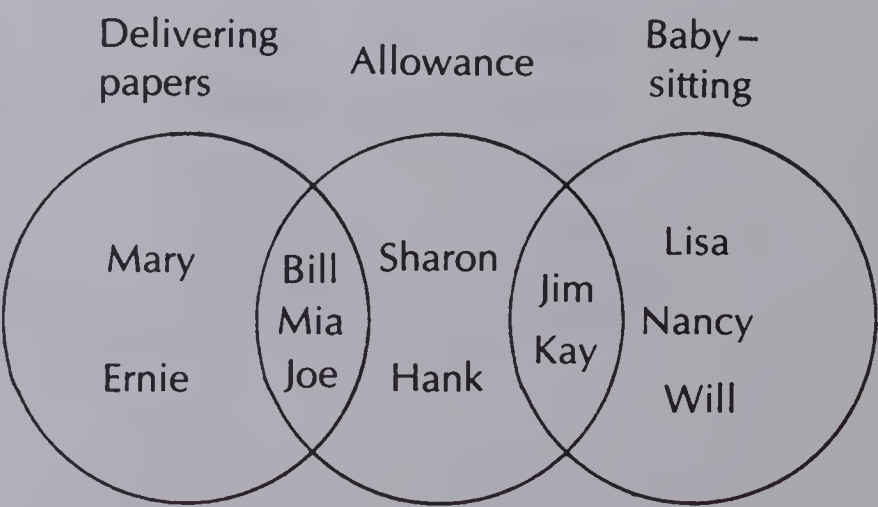 Delivering
papers
Allowance
Baby–
sitting
Mary
Ernie
Bill
Mia
Joe
Sharon
Hank
Jim
Kay
Lisa
Nancy
Will